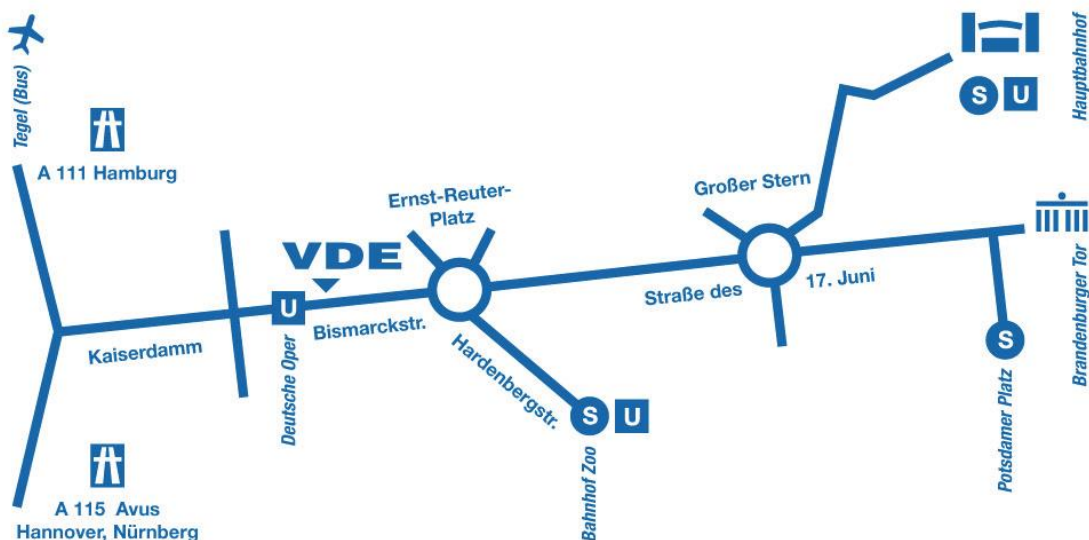 Tegel (Bus)
A 111 Hamburg
Kaiserdamm
A 115 Avus
Hannover, Nürnberg
VDE
U
Deutsche Oper
Bismarckstr.
Ernst-Reuter-
Platz
Hardenbergstr.
S U
Bahnhof Zoo
Großer Stern
Straße des 17. Juni
S U
Hauptbahnhof
Brandenburger Tor
S
Potsdamer Platz